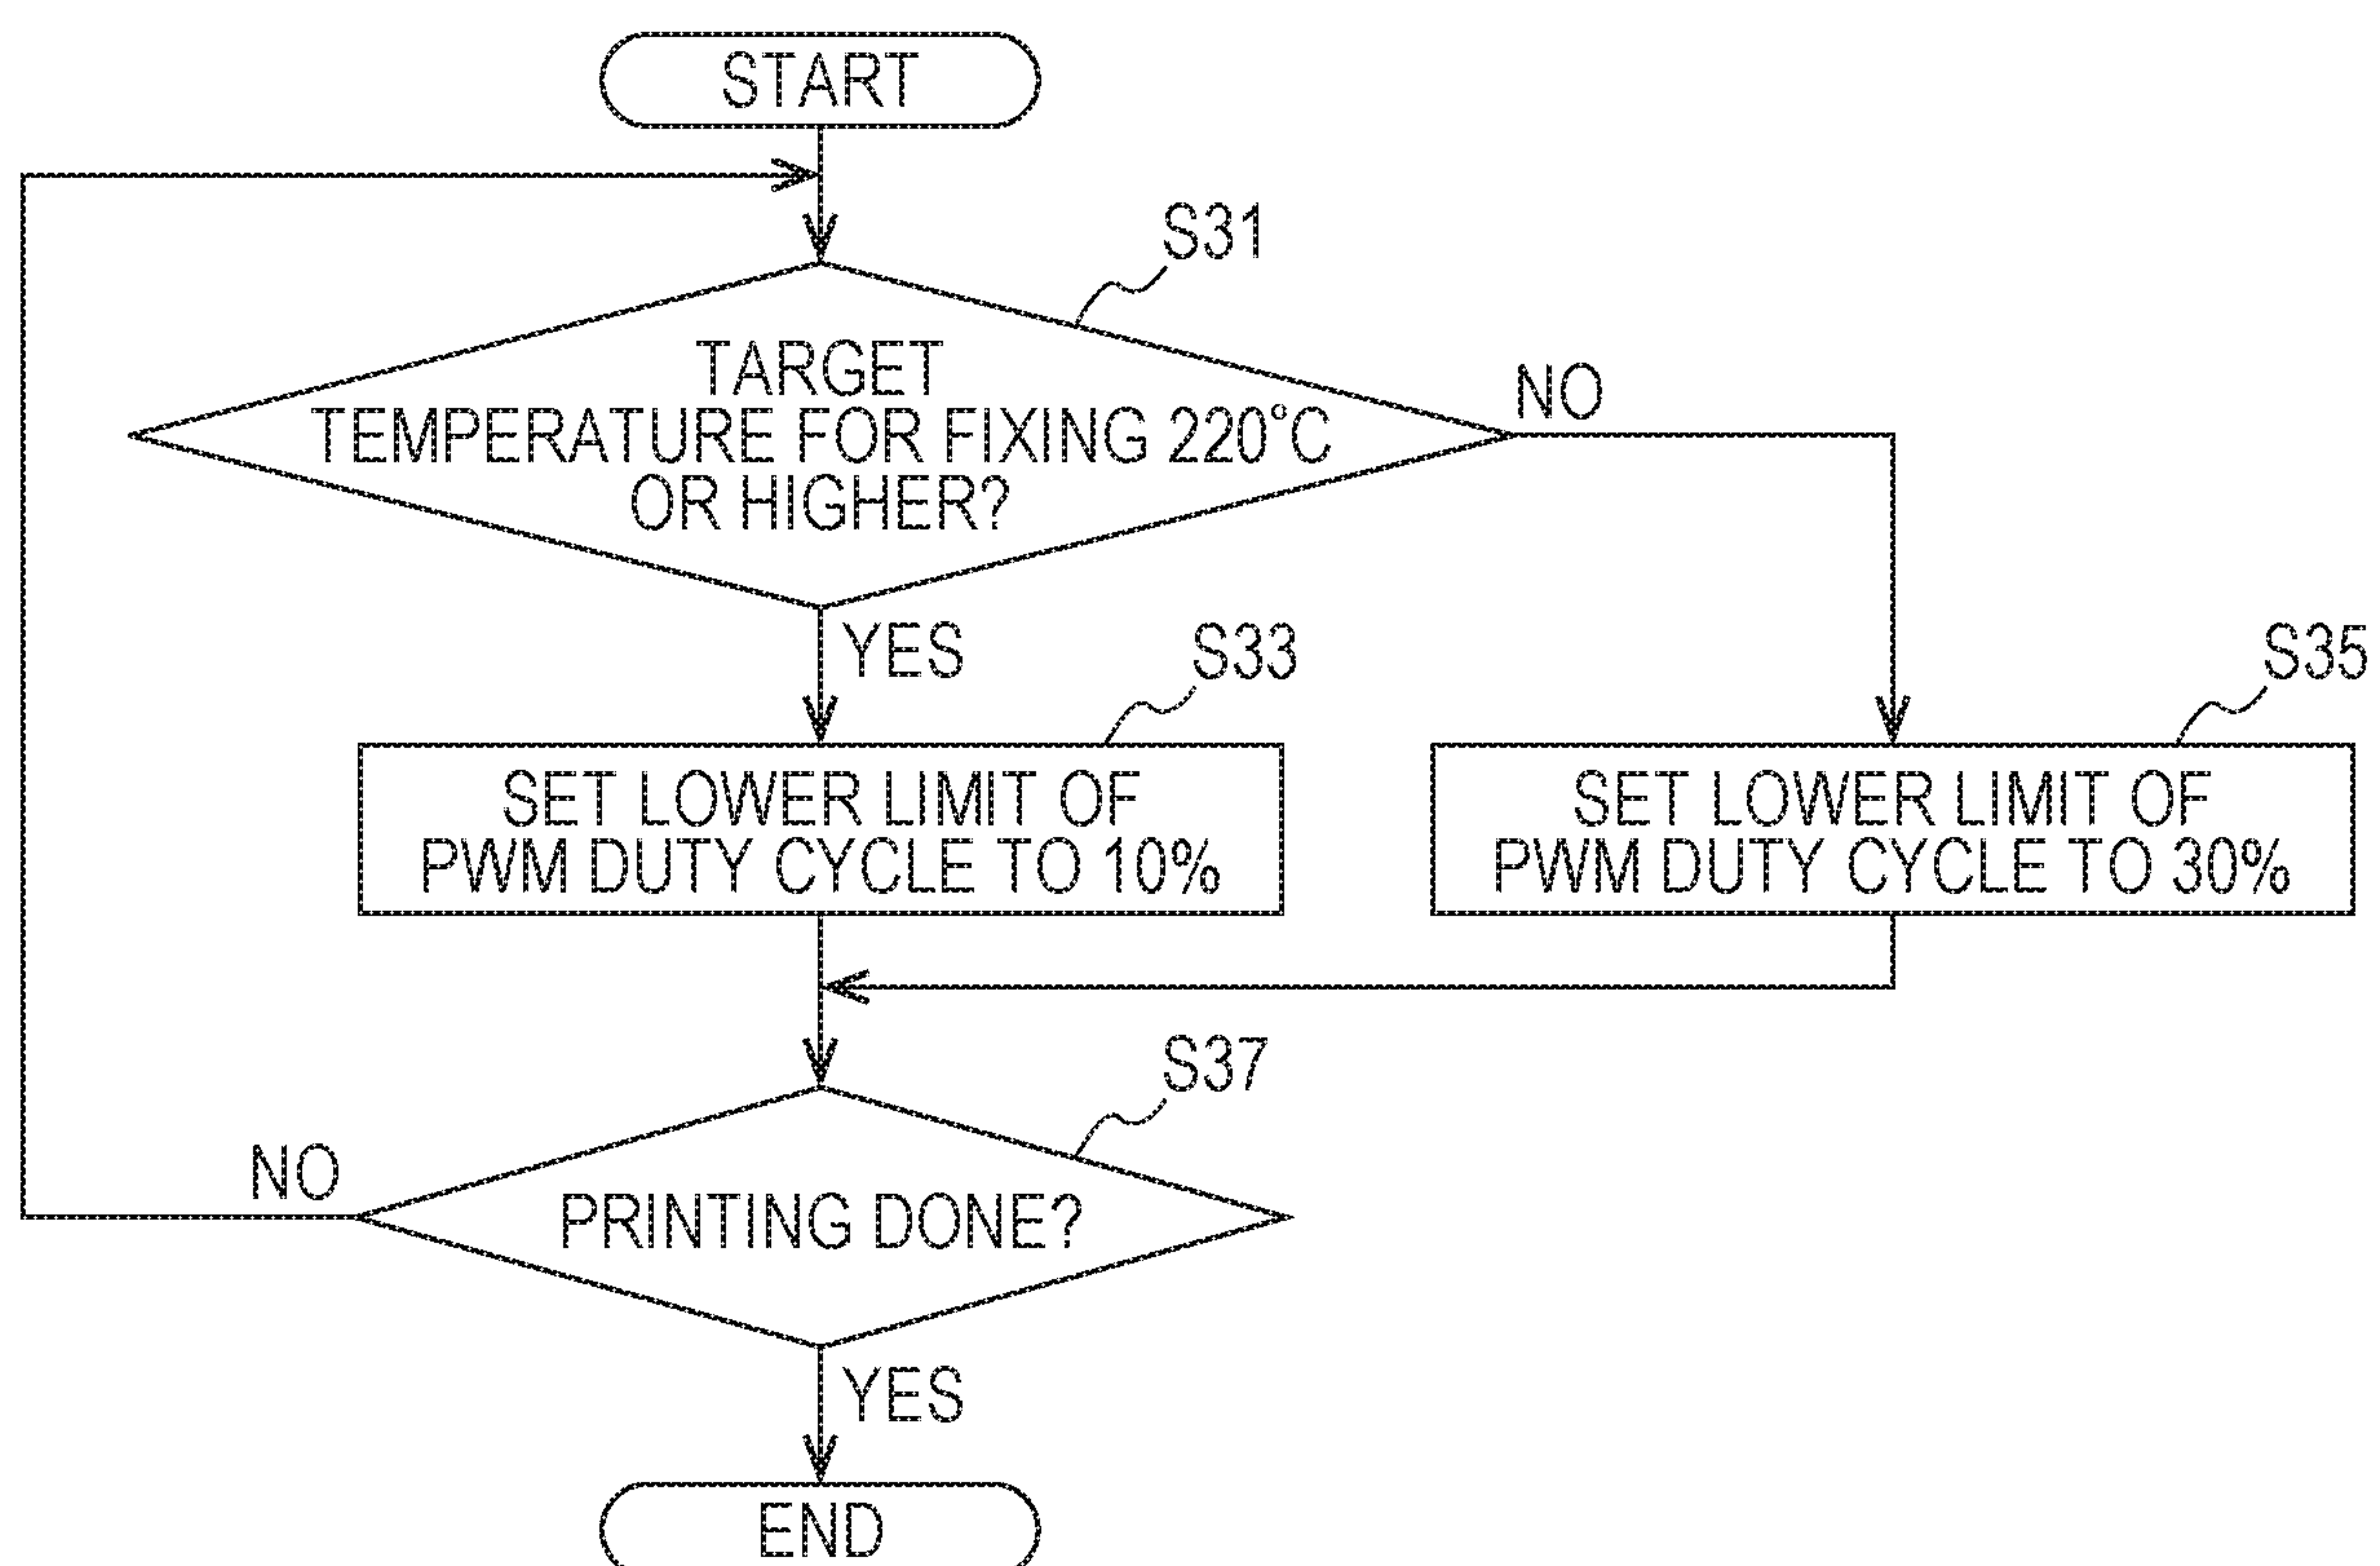 START
S31
TARGET
TEMPERATURE FOR FIXING 220°C
OR HIGHER?
NO
YES
S33
S35
SET LOWER LIMIT OF
PWM DUTY CYCLE TO 10%
SET LOWER LIMIT OF
PWM DUTY CYCLE TO 30%
S37
NO
PRINTING DONE?
YES
END